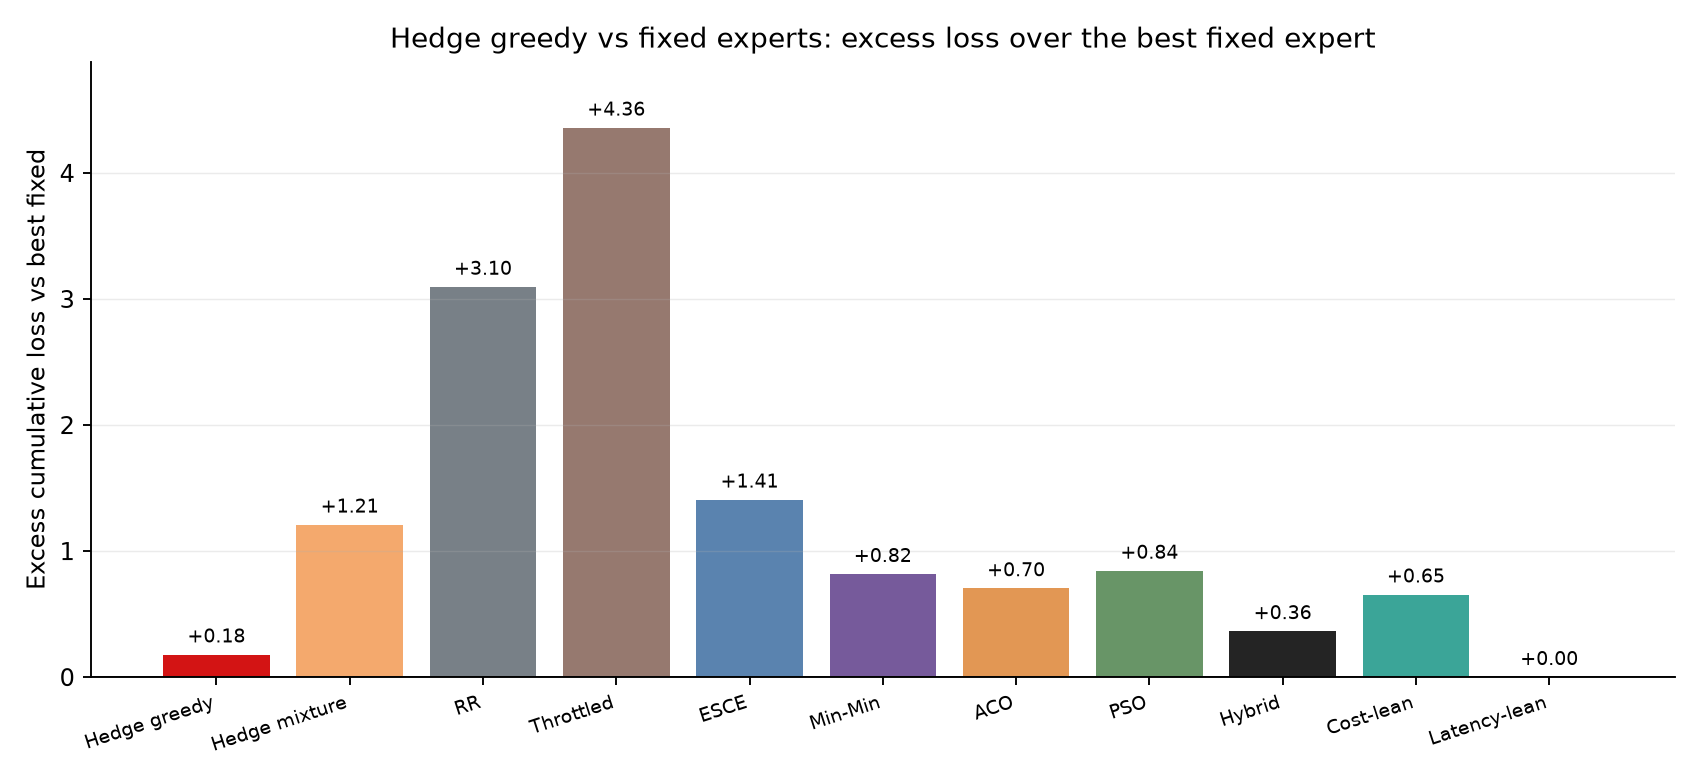 Hedge greedy vs fixed experts: excess loss over the best fixed expert
Excess cumulative loss vs best fixed
4
3
2
1
0
+0.18
+1.21
+3.10
+4.36
+1.41
+0.82
+0.70
+0.84
+0.36
+0.65
+0.00
Hedge greedy
Hedge mixture
RR
Throttled
ESCE
Min-Min
ACO
PSO
Hybrid
Cost-lean
Latency-lean